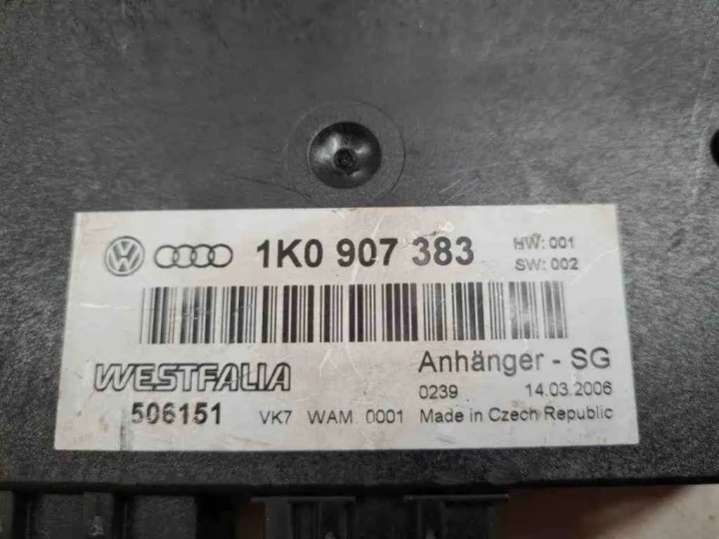 1K0 907 383 HW: 001
SW: 002
WESTFALIA Anhänger - SG
0239 14.03.2006
506151 VK7 WAM 0001 Made in Czech Republic